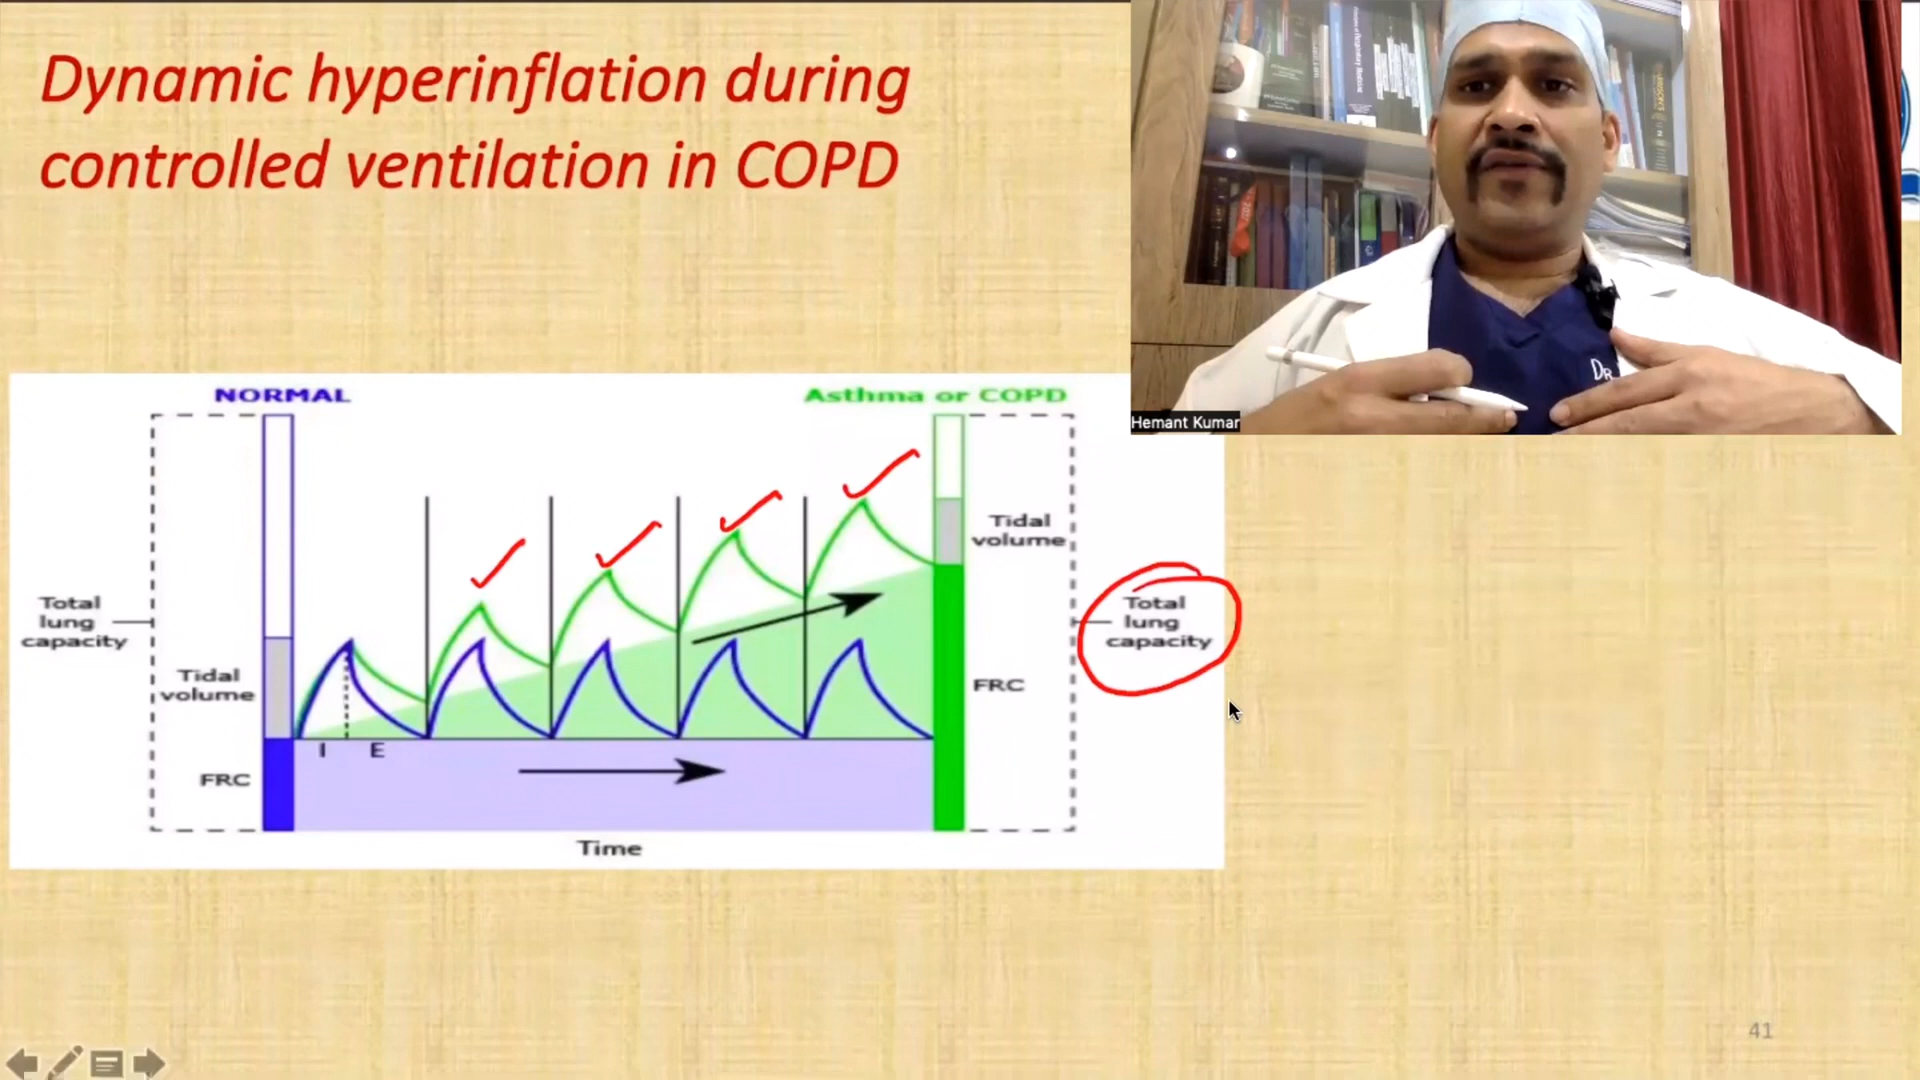 Dynamic hyperinflation during
controlled ventilation in COPD
Hemant Kumar
DR
NORMAL
Asthma or COPD
Total
lung
capacity
Tidal
volume
FRC
I E
Time
Tidal
volume
FRC
Total
lung
capacity
41